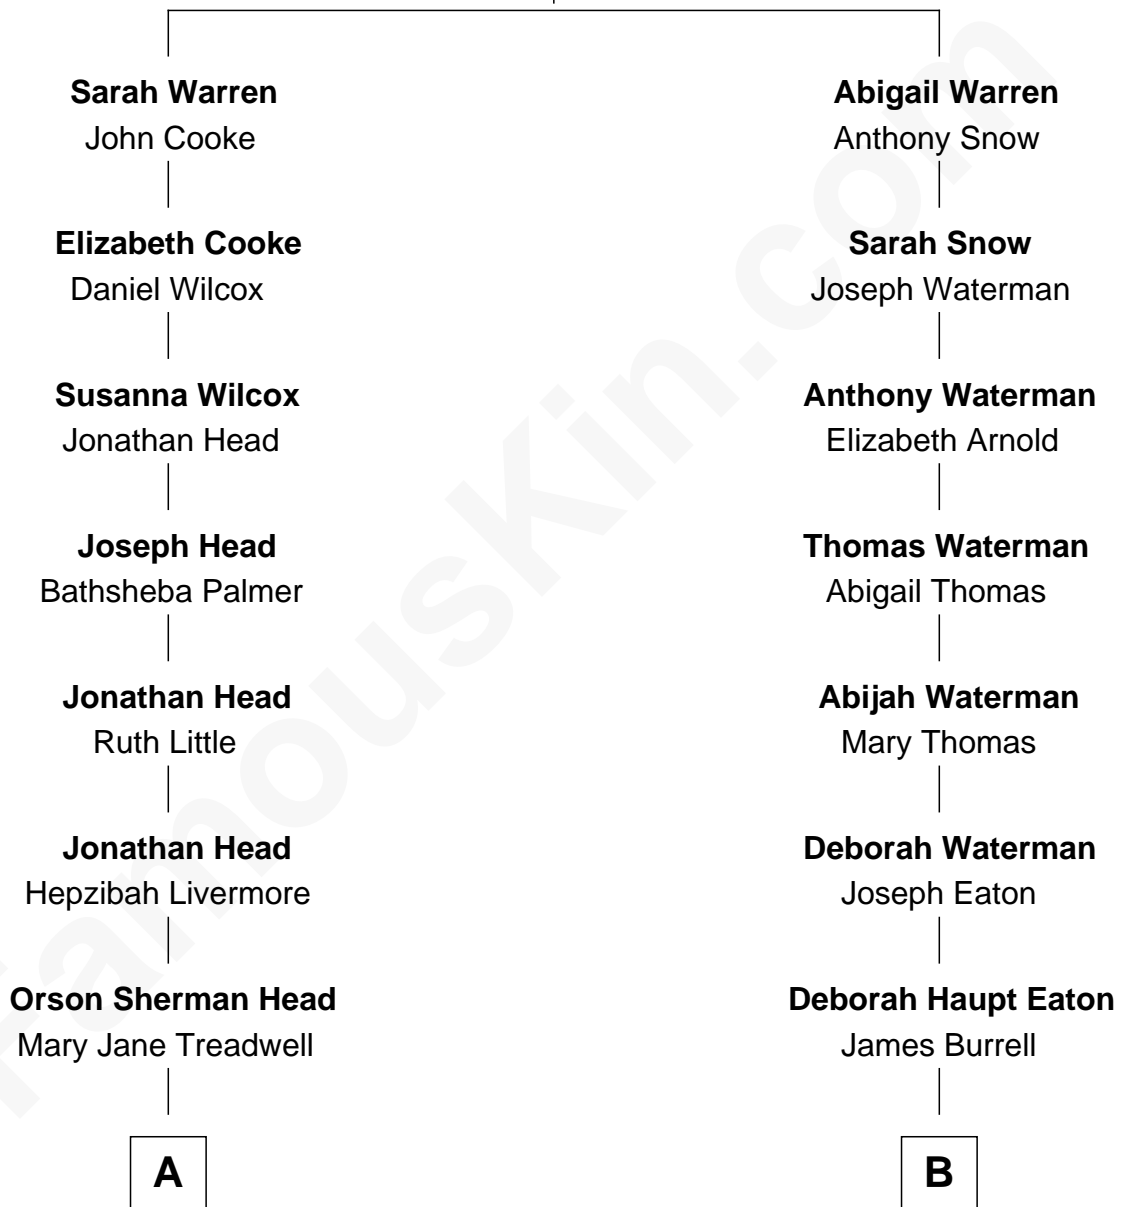 Sarah Warren
John Cooke
Abigail Warren
Anthony Snow
Elizabeth Cooke
Daniel Wilcox
Sarah Snow
Joseph Waterman
Susanna Wilcox
Jonathan Head
Anthony Waterman
Elizabeth Arnold
Joseph Head
Bathsheba Palmer
Thomas Waterman
Abigail Thomas
Jonathan Head
Ruth Little
Abijah Waterman
Mary Thomas
Jonathan Head
Hepzibah Livermore
Deborah Waterman
Joseph Eaton
Orson Sherman Head
Mary Jane Treadwell
Deborah Haupt Eaton
James Burrell
A
B
FamousKin.com